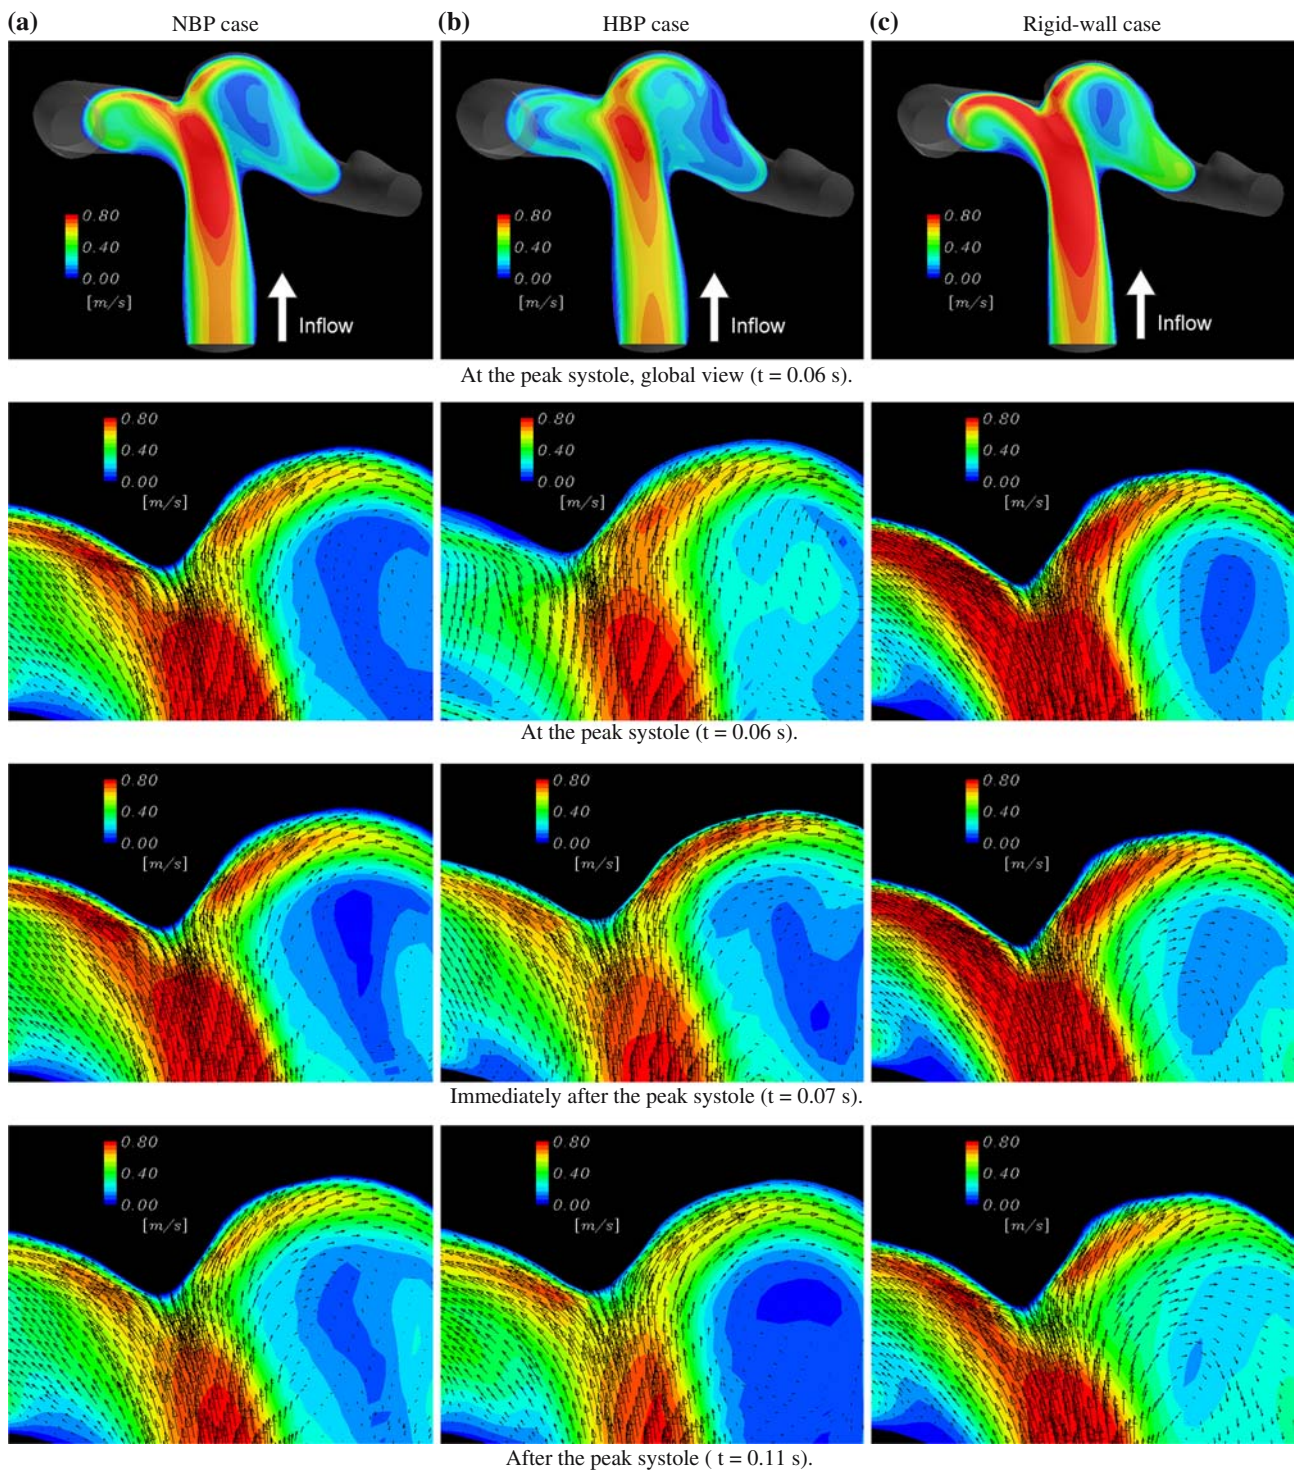 (a) NBP case (b) HBP case (c) Rigid-wall case
0.80 0.80 0.80
0.40 0.40 0.40
0.00 0.00 0.00
[m/s] [m/s] [m/s]
Inflow Inflow Inflow
At the peak systole, global view (t = 0.06 s).
0.80 0.80 0.80
0.40 0.40 0.40
0.00 0.00 0.00
[m/s] [m/s] [m/s]
At the peak systole (t = 0.06 s).
0.80 0.80 0.80
0.40 0.40 0.40
0.00 0.00 0.00
[m/s] [m/s] [m/s]
Immediately after the peak systole (t = 0.07 s).
0.80 0.80 0.80
0.40 0.40 0.40
0.00 0.00 0.00
[m/s] [m/s] [m/s]
After the peak systole ( t = 0.11 s).